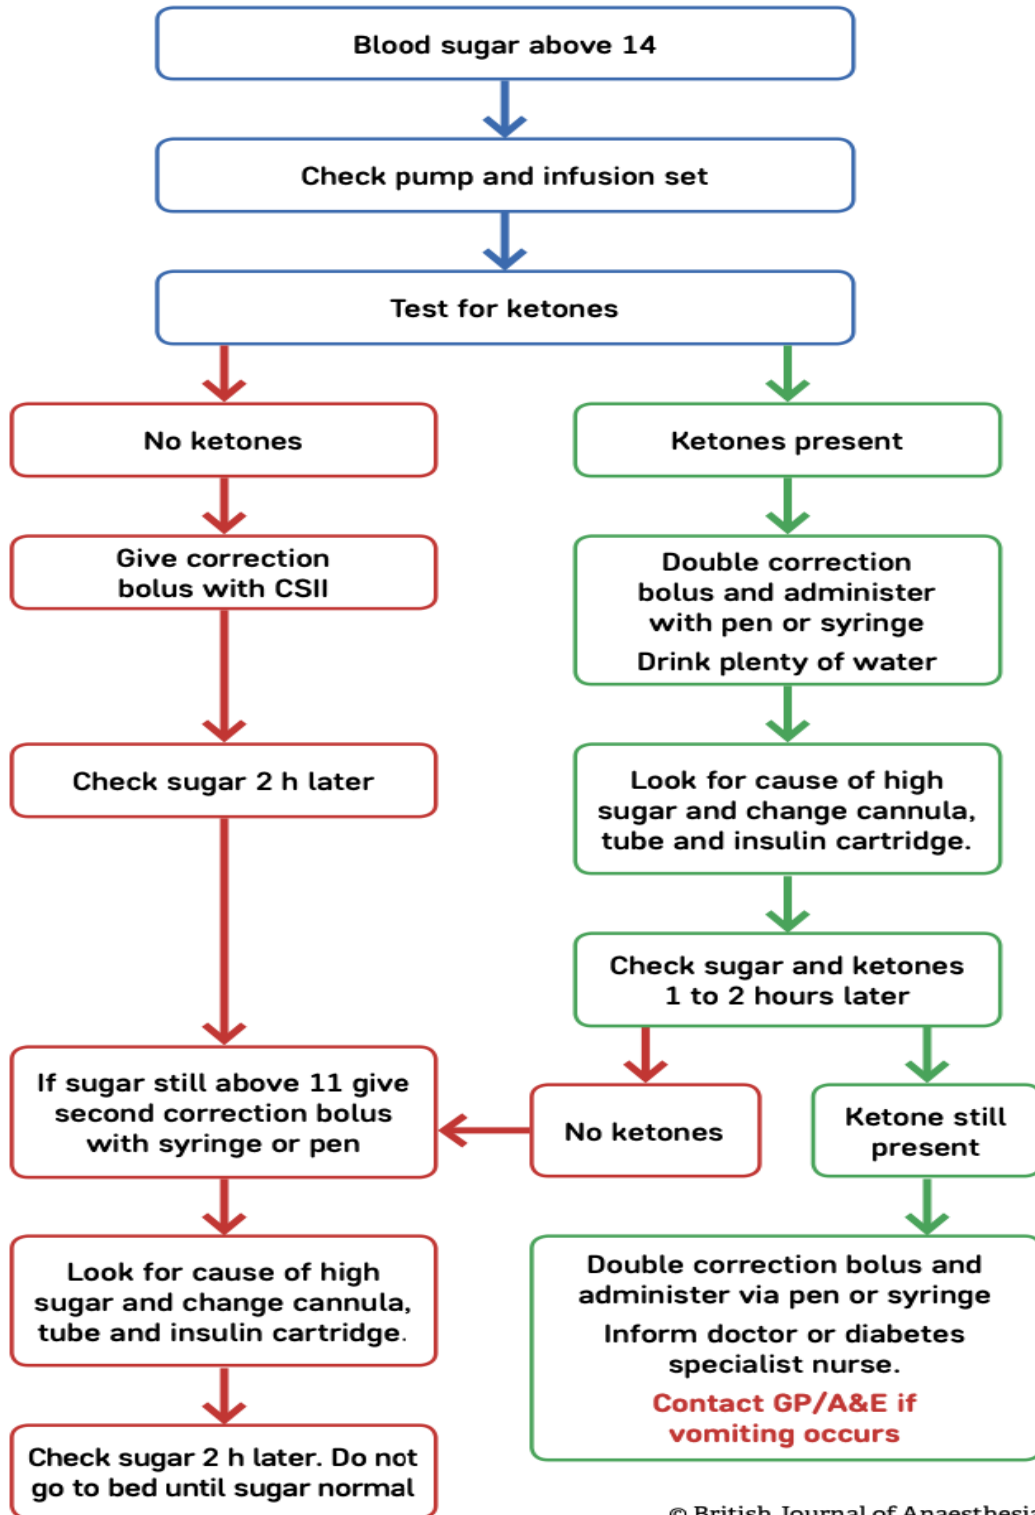 Blood sugar above 14
Check pump and infusion set
Test for ketones
No ketones
Ketones present
Give correction
bolus with CSII
Double correction
bolus and administer
with pen or syringe
Drink plenty of water
Check sugar 2 h later
Look for cause of high
sugar and change cannula,
tube and insulin cartridge.
Check sugar and ketones
1 to 2 hours later
If sugar still above 11 give
second correction bolus
with syringe or pen
No ketones
Ketone still
present
Look for cause of high
sugar and change cannula,
tube and insulin cartridge.
Double correction bolus and
administer via pen or syringe
Inform doctor or diabetes
specialist nurse.
Contact GP/A&E if
vomiting occurs
Check sugar 2 h later. Do not
go to bed until sugar normal
© British Journal of Anaesthesia